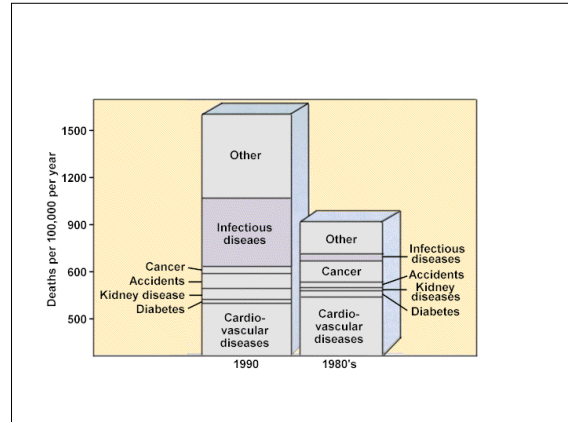 Deaths per 100,000 per year
1500
1200
900
600
500
Other
Infectious
diseaes
Cancer
Accidents
Kidney disease
Diabetes
Cardio-
vascular
diseases
1990
Other
Infectious
diseases
Cancer
Accidents
Kidney
diseases
Diabetes
Cardio-
vascular
diseases
1980's